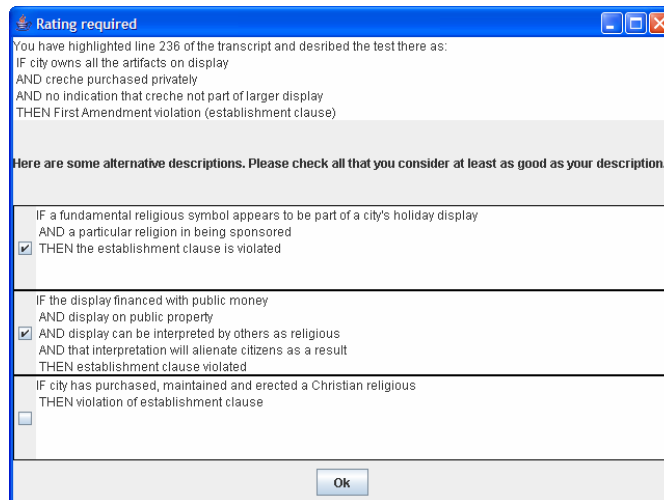 Rating required
You have highlighted line 236 of the transcript and desribed the test there as:
IF city owns all the artifacts on display
AND creche purchased privately
AND no indication that creche not part of larger display
THEN First Amendment violation (establishment clause)
Here are some alternative descriptions. Please check all that you consider at least as good as your description.
IF a fundamental religious symbol appears to be part of a city's holiday display
AND a particular religion in being sponsored
THEN the establishment clause is violated
IF the display financed with public money
AND display on public property
AND display can be interpreted by others as religious
AND that interpretation will alienate citizens as a result
THEN establishment clause violated
IF city has purchased, maintained and erected a Christian religious
THEN violation of establishment clause
Ok